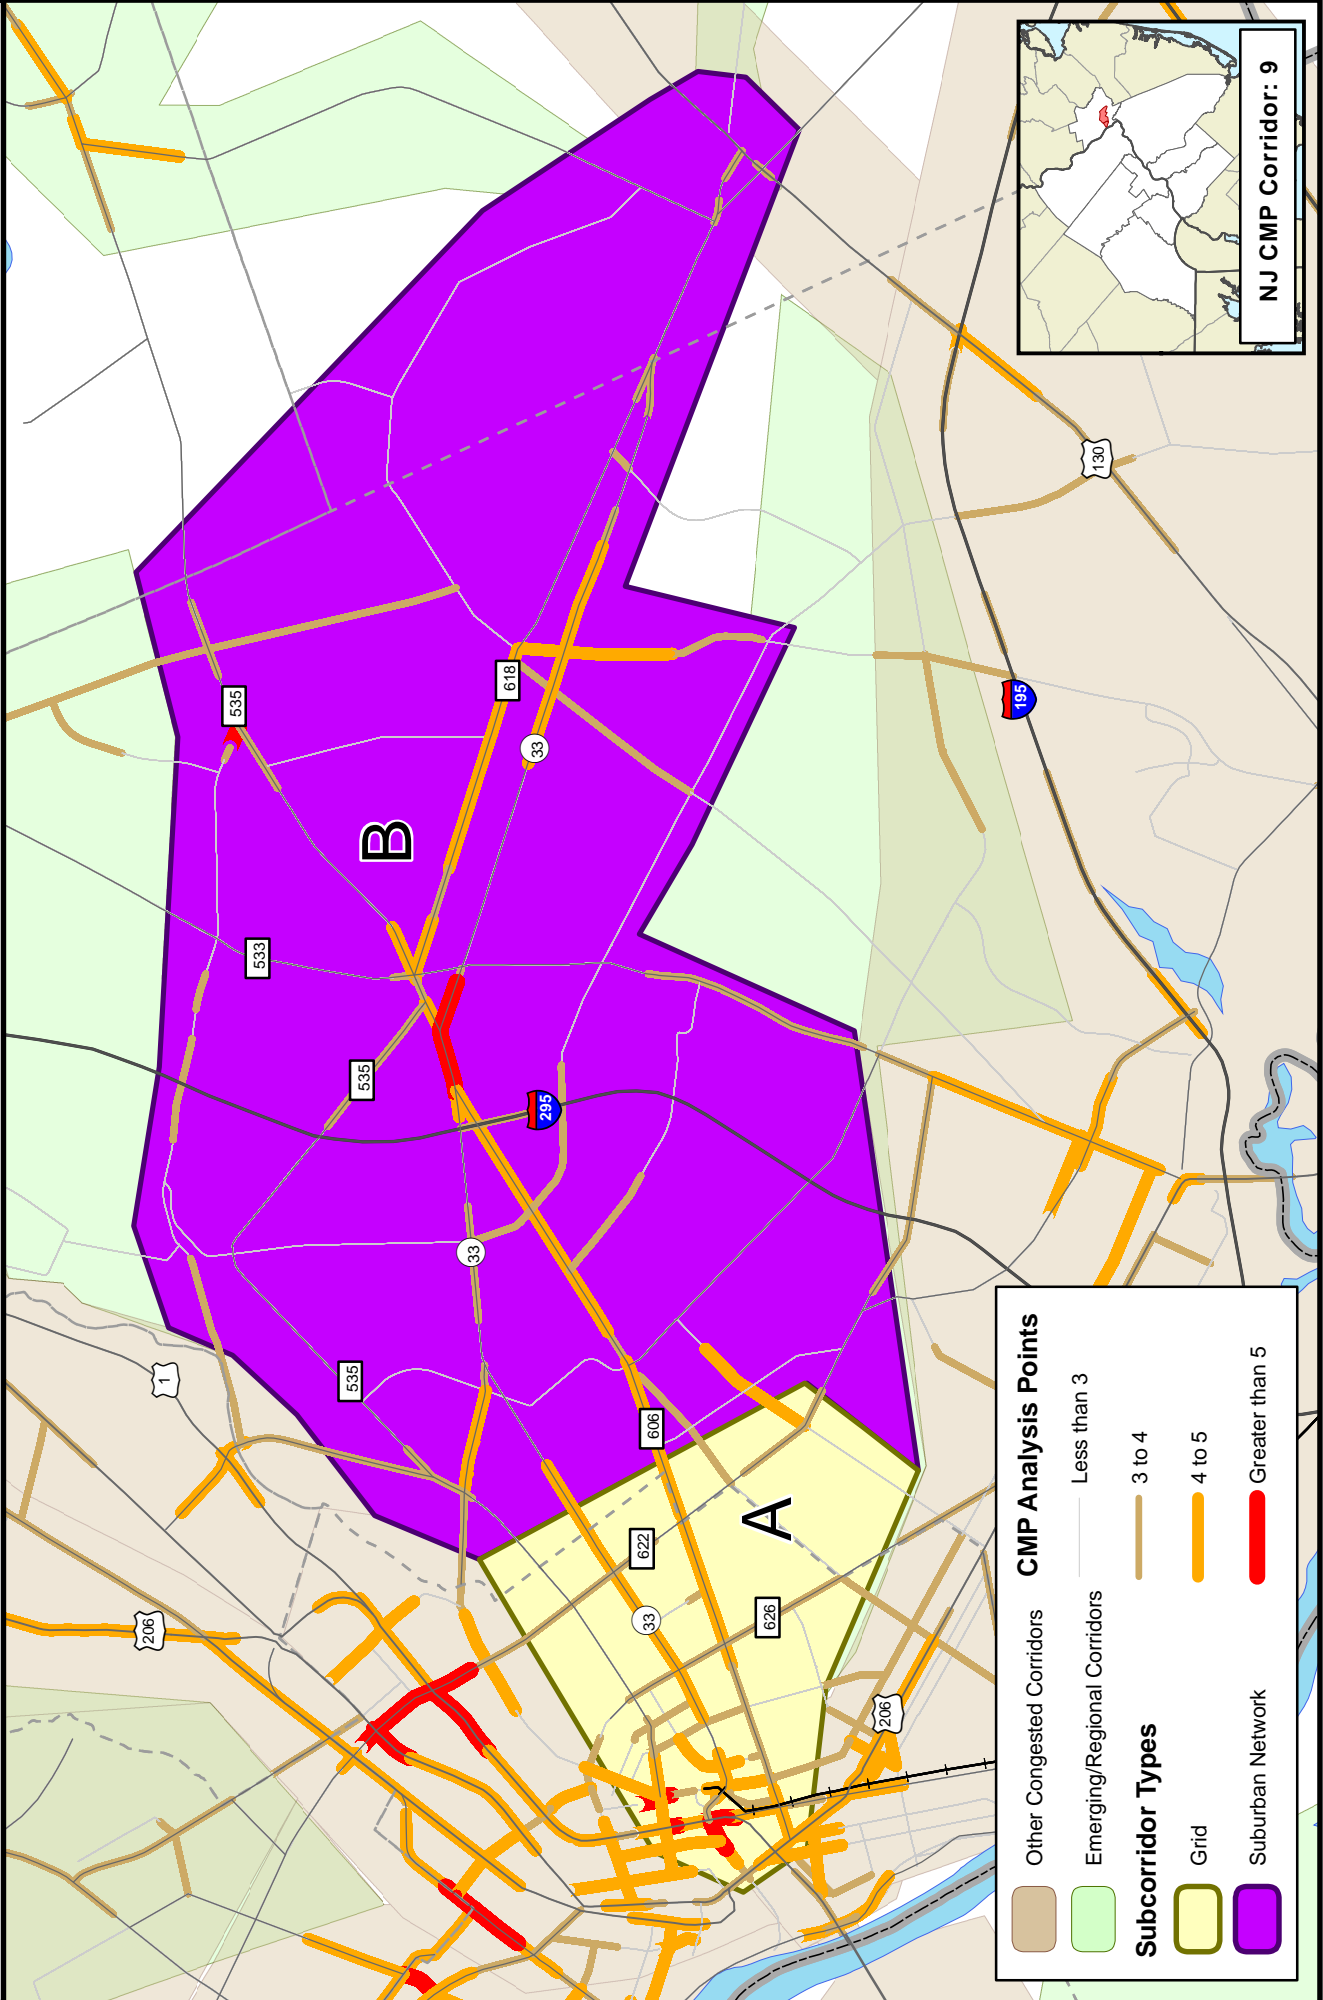 NJ CMP Corridor: 9
1
206
535
33
535
533
535
B
618
33
295
606
622
A
33
626
206
195
130
Other Congested Corridors
Emerging/Regional Corridors
Subcorridor Types
Grid
Suburban Network
CMP Analysis Points
Less than 3
3 to 4
4 to 5
Greater than 5